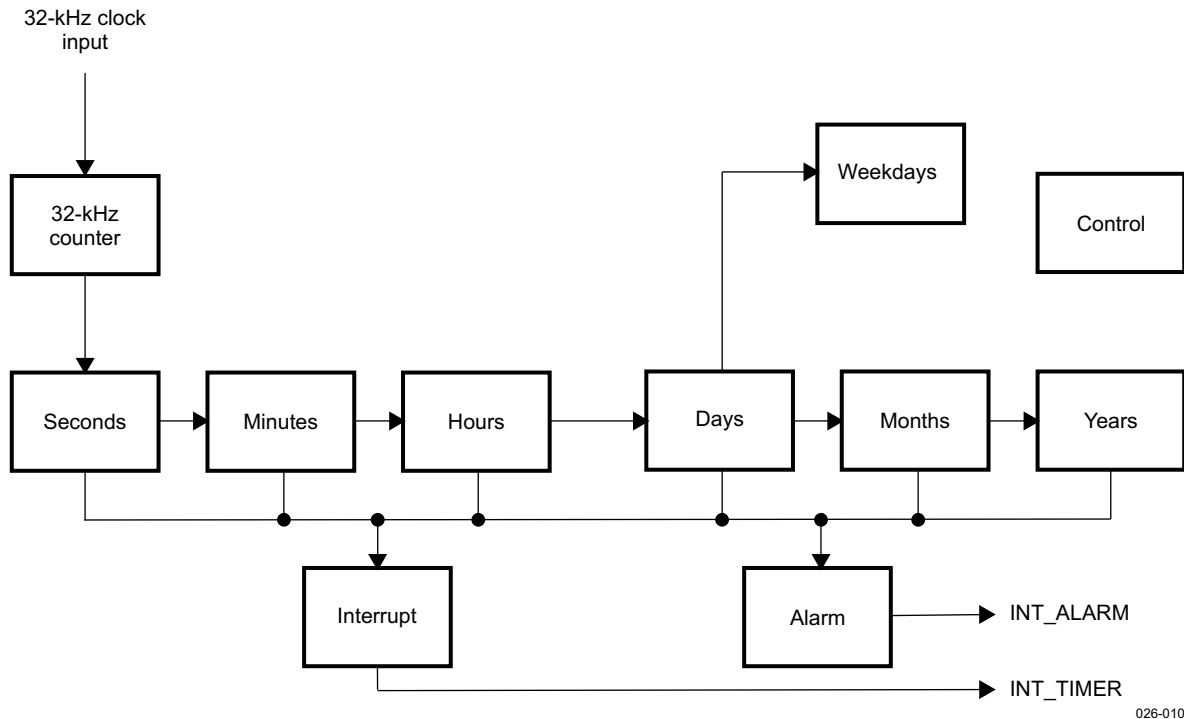 32-kHz clock
input
Weekdays
32-kHz
counter
Control
Seconds
Minutes
Hours
Days
Months
Years
Interrupt
Alarm
INT_ALARM
INT_TIMER
026-010